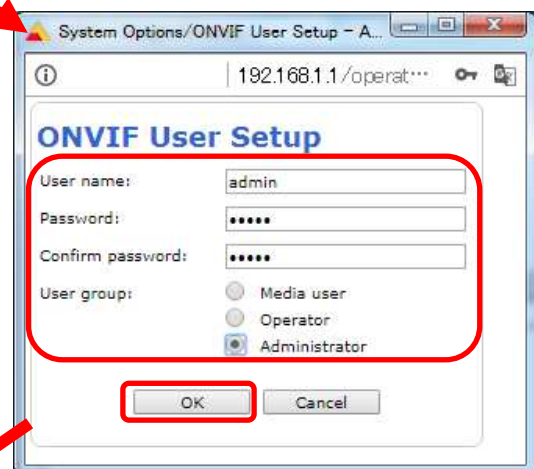 System Options/ONVIF User Setup - A...
192.168.1.1/operat...
ONVIF User Setup
User name: admin
Password: •••••
Confirm password: •••••
User group: Media user
Operator
Administrator
OK Cancel